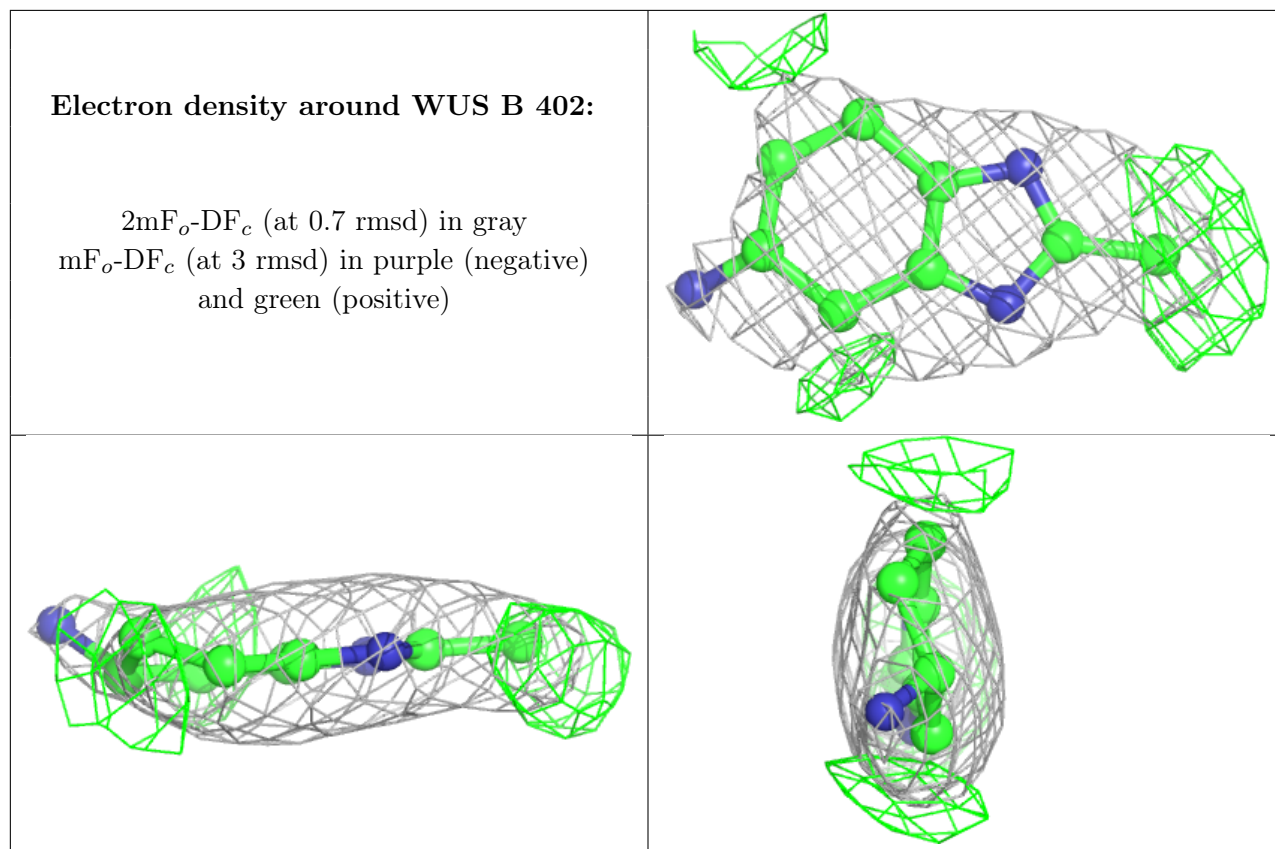 Electron density around WUS B 402:
2mFo-DFc (at 0.7 rmsd) in gray
mFo-DFc (at 3 rmsd) in purple (negative)
and green (positive)